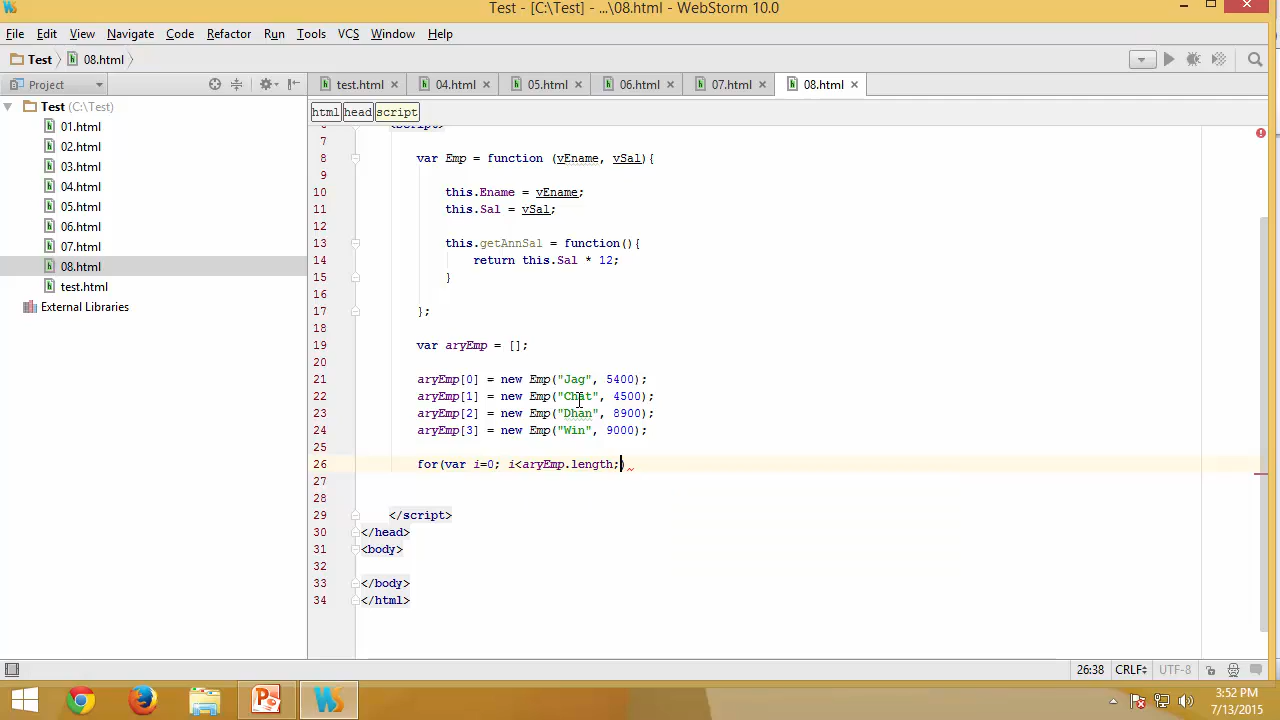 Test - [C:\Test] - ...\08.html - WebStorm 10.0
File Edit View Navigate Code Refactor Run Tools VCS Window Help
Test 08.html
Project
test.html 04.html 05.html 06.html 07.html 08.html
Test (C:\Test)
01.html
02.html
03.html
04.html
05.html
06.html
07.html
08.html
test.html
External Libraries
html head script
6 <script>
7
8 var Emp = function (vEname, vSal){
9
10 this.Ename = vEname;
11 this.Sal = vSal;
12
13 this.getAnnSal = function(){
14 return this.Sal * 12;
15 }
16
17 };
18
19 var aryEmp = [];
20
21 aryEmp[0] = new Emp("Jag", 5400);
22 aryEmp[1] = new Emp("Chat", 4500);
23 aryEmp[2] = new Emp("Dhan", 8900);
24 aryEmp[3] = new Emp("Win", 9000);
25
26 for(var i=0; i<aryEmp.length;)
27
28
29 </script>
30 </head>
31 <body>
32
33 </body>
34 </html>
26:38 CRLF UTF-8
3:52 PM
7/13/2015